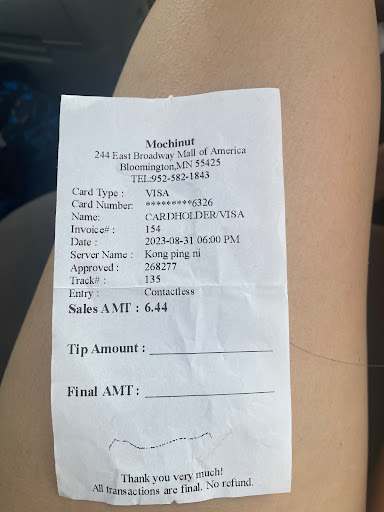 Mochinut
244 East Broadway Mall of America
Bloomington,MN 55425
TEL:952-582-1843
Card Type : VISA
Card Number: *********6326
Name: CARDHOLDER/VISA
Invoice# : 154
Date : 2023-08-31 06:00 PM
Server Name : Kong ping ni
Approved : 268277
Track# : 135
Entry : Contactless
Sales AMT : 6.44
Tip Amount :
Final AMT :
Thank you very much!
All transactions are final. No refund.